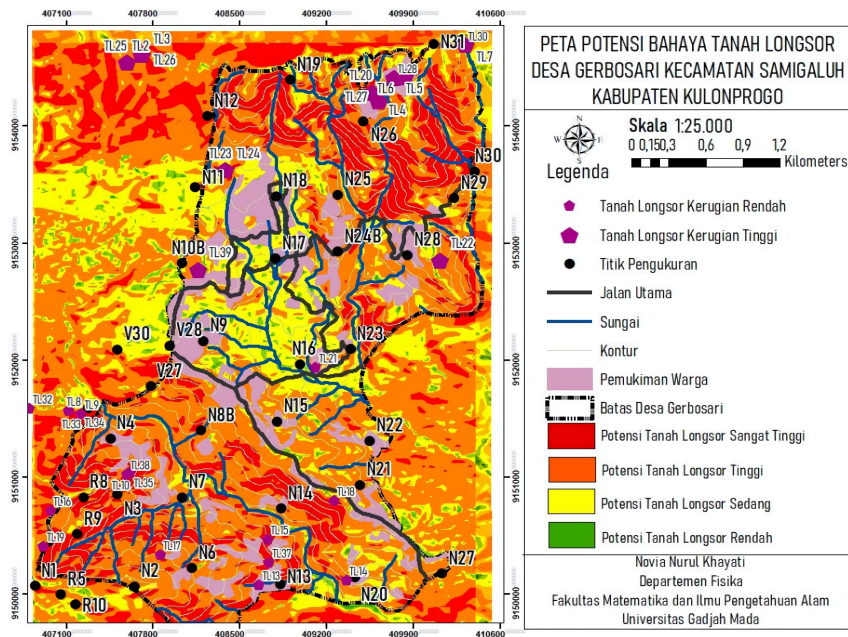 407100 407800 408500 409200 409900 410600
9154000
9153000
9152000
9151000
9150000
TL25 TL2 TL3
TL26
N12
N19
TL20 TL28
TL27 TL6 TL5
TL4
N31 TL30
TL7
N26
N30
N29
TL23 TL24
N11
N18
N25
N10B
TL39
N17
N24B
N28
TL22
V30
V28 N9
N16
TL21
N23
V27
TL32 TL8 TL9
TL33 TL34
N4
N8B
N15
N22
TL38
TL10 TL35
R8
N3
N7
N21
TL18
N14
TL16
R9
TL19
TL15
TL17
TL37
N1
R5
R10
N2
N6
TL13
N13
TL14
N20
N27
407100 407800 408500 409200 409900 410600
PETA POTENSI BAHAYA TANAH LONGSOR
DESA GERBOSARI KECAMATAN SAMIGALUH
KABUPATEN KULONPROGO
N
W E
S
Skala 1:25.000
0 0,15 0,3 0,6 0,9 1,2
Kilometers
Legenda
Tanah Longsor Kerugian Rendah
Tanah Longsor Kerugian Tinggi
Titik Pengukuran
Jalan Utama
Sungai
Kontur
Pemukiman Warga
Batas Desa Gerbosari
Potensi Tanah Longsor Sangat Tinggi
Potensi Tanah Longsor Tinggi
Potensi Tanah Longsor Sedang
Potensi Tanah Longsor Rendah
Novia Nurul Khayati
Departemen Fisika
Fakultas Matematika dan Ilmu Pengetahuan Alam
Universitas Gadjah Mada